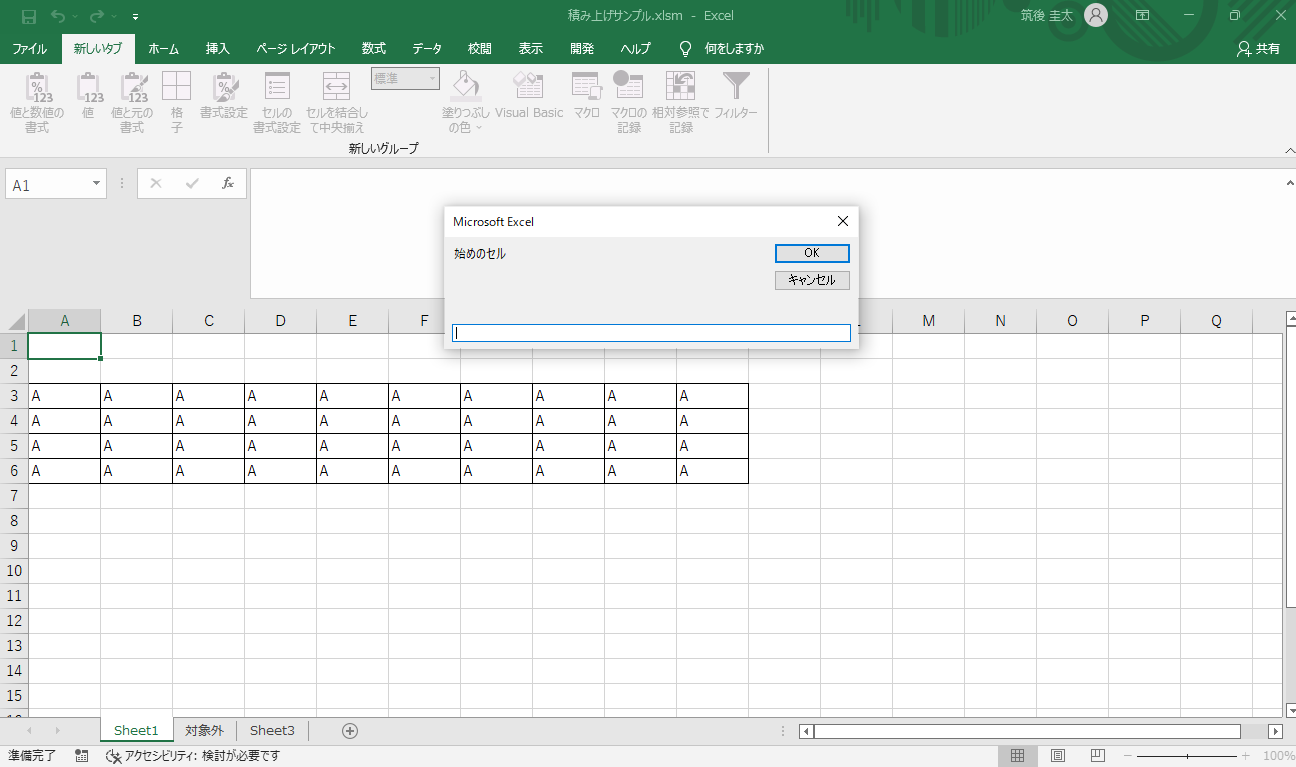 積み上げサンプル.xlsm - Excel
筑後 圭太
ファイル 新しいタブ ホーム 挿入 ページ レイアウト 数式 データ 校閲 表示 開発 ヘルプ 何をしますか 共有
値と数値の書式 値 値と元の書式 格子 書式設定 セルの書式設定 セルを結合して中央揃え 標準 塗りつぶしの色 Visual Basic マクロ マクロの記録 相対参照で記録 フィルター
新しいグループ
A1
fx
Microsoft Excel
始めのセル
OK
キャンセル
A B C D E F M N O P Q
1
2
3 A A A A A A A A A A
4 A A A A A A A A A A
5 A A A A A A A A A A
6 A A A A A A A A A A
7
8
9
10
11
12
13
14
15
Sheet1 対象外 Sheet3
準備完了 アクセシビリティ: 検討が必要です 100%